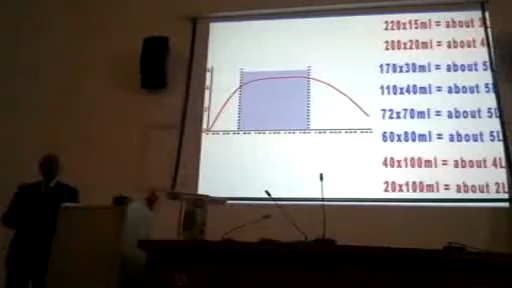 220x15ml = about 3
200x20ml = about 4
170x30ml = about 5
110x40ml = about 5
72x70ml = about 5L
60x80ml = about 5L
40x100ml = about 4L
20x100ml = about 2L